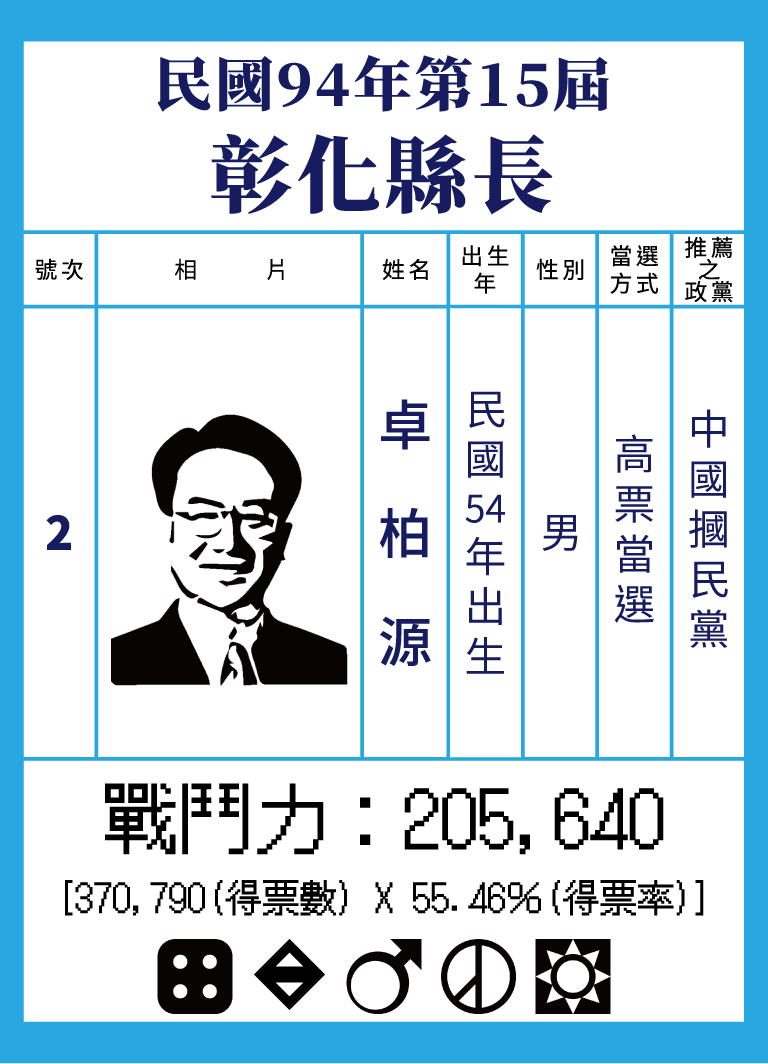 民國94年第15屆
彰化縣長
號次
相片
姓名
出生年
性別
當選方式
推薦之政黨
2
卓柏源
民國54年出生
男
高票當選
中國摑民黨
戰鬥力：205,640
[370,790(得票數) X 55.46%(得票率)]